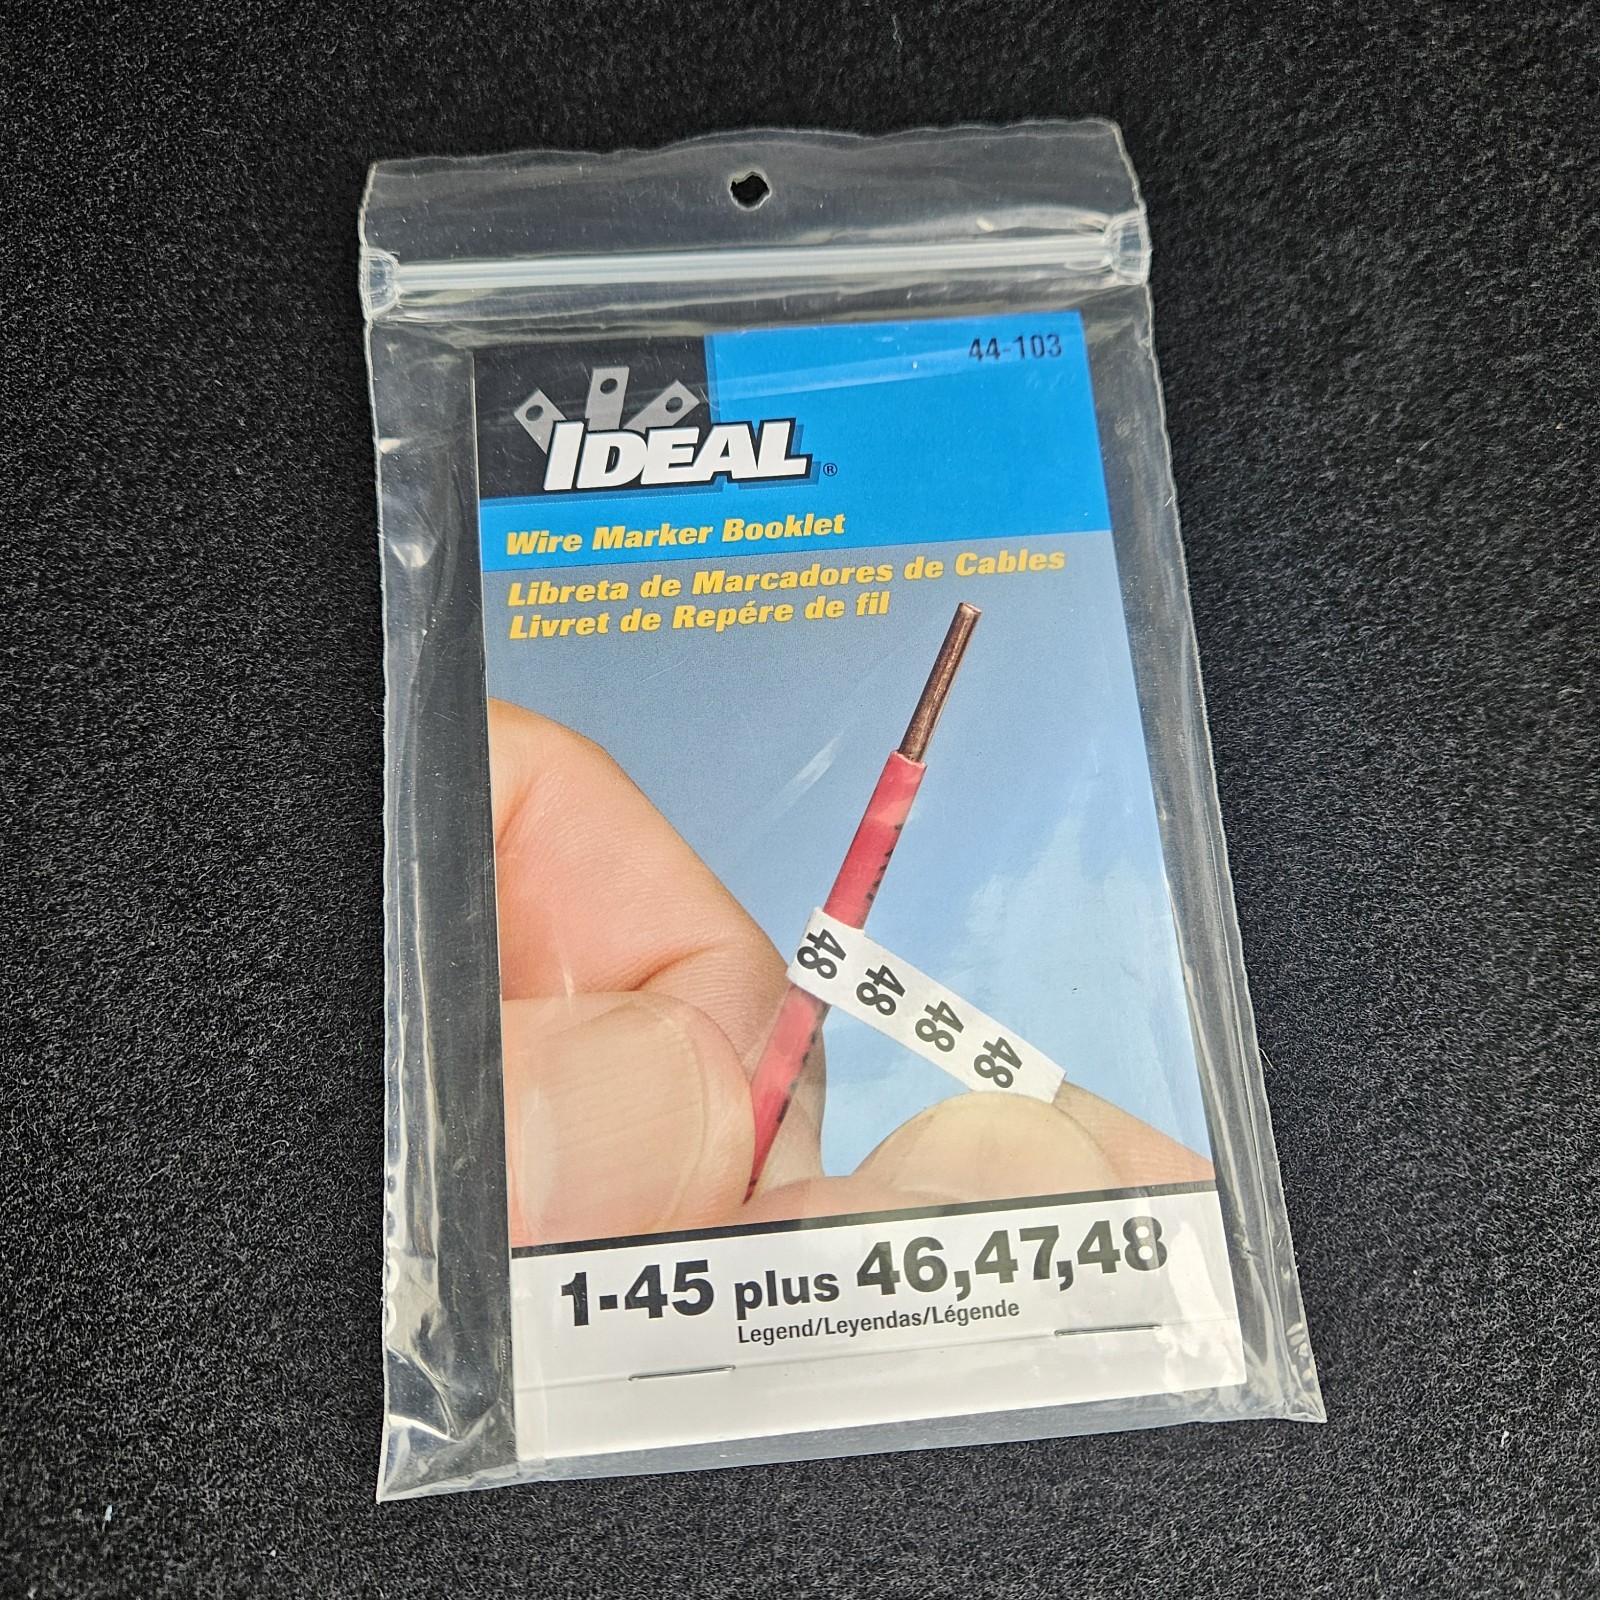 44-103
IDEAL®
Wire Marker Booklet
Libreta de Marcadores de Cables
Livret de Repére de fil
48 48 48 48
1-45 plus 46,47,48
Legend/Leyendas/Légende